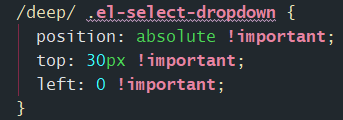 /deep/ .el-select-dropdown {
  position: absolute !important;
  top: 30px !important;
  left: 0 !important;
}